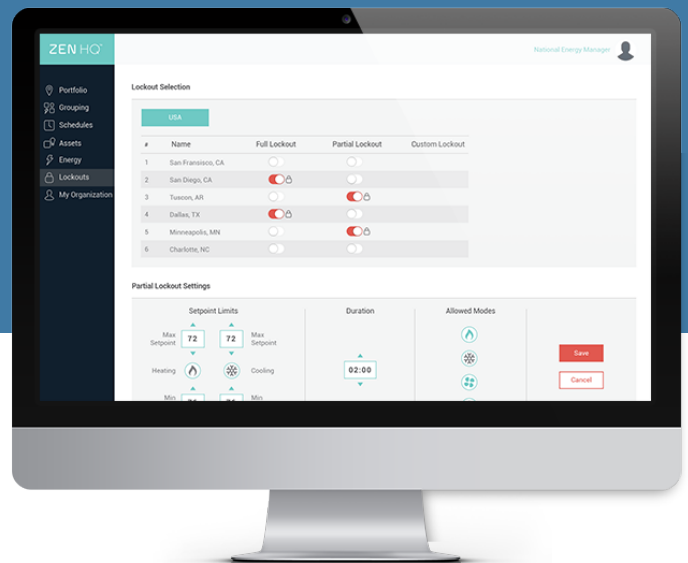 ZEN HQ
National Energy Manager
Portfolio
Grouping
Schedules
Assets
Energy
Lockouts
My Organization
Lockout Selection
USA
# Name Full Lockout Partial Lockout Custom Lockout
1 San Fransisco, CA
2 San Diego, CA
3 Tuscon, AR
4 Dallas, TX
5 Minneapolis, MN
6 Charlotte, NC
Partial Lockout Settings
Setpoint Limits Duration Allowed Modes
Max Setpoint 72 72 Max Setpoint
Heating Cooling
02:00
Min Min
Save
Cancel